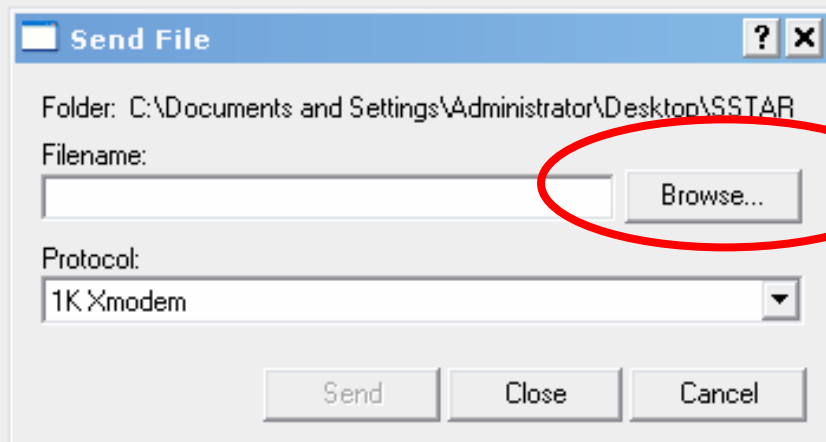 Send File
Folder: C:\Documents and Settings\Administrator\Desktop\SSTAR
Filename:
Browse...
Protocol:
1K Xmodem
Send Close Cancel